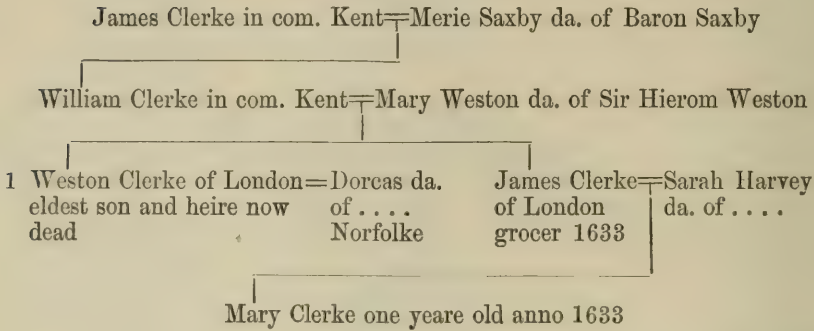 James Clerke in com. Kent=Merie Saxby da. of Baron Saxby
William Clerke in com. Kent=Mary Weston da. of Sir Hierom Weston
1 Weston Clerke of London=Dorcas da. James Clerke=Sarah Harvey
eldest son and heire now of . . . . of London da. of . . . .
dead Norfolke grocer 1633
Mary Clerke one yeare old anno 1633